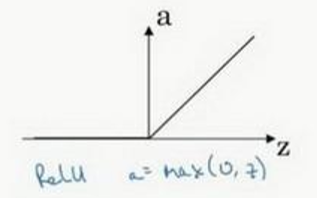 a
z
ReLU a = max(0, z)